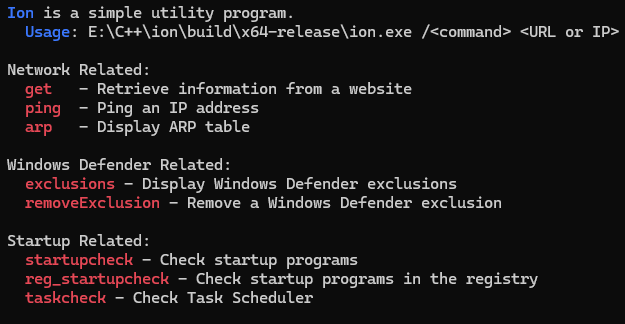 Ion is a simple utility program.
Usage: E:\C++\ion\build\x64-release\ion.exe /<command> <URL or IP>
Network Related:
get - Retrieve information from a website
ping - Ping an IP address
arp - Display ARP table
Windows Defender Related:
exclusions - Display Windows Defender exclusions
removeExclusion - Remove a Windows Defender exclusion
Startup Related:
startupcheck - Check startup programs
reg_startupcheck - Check startup programs in the registry
taskcheck - Check Task Scheduler